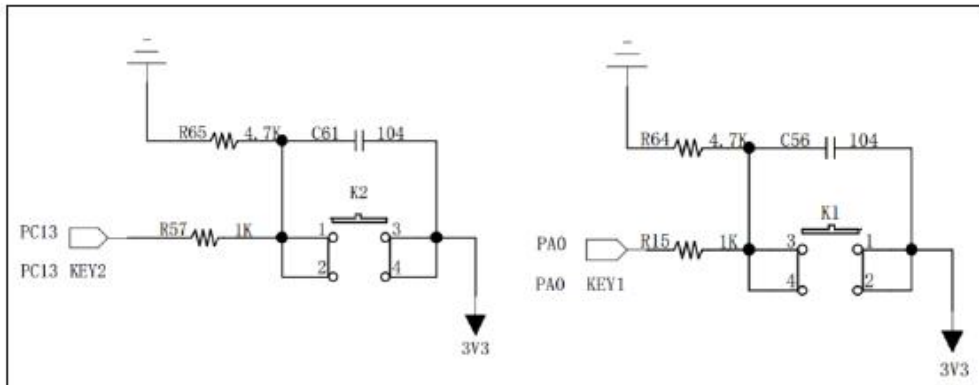 R65 4.7K C61 104
K2
PC13 R57 1K 1 3
PC13 KEY2 2 4
3V3
R64 4.7K C56 104
K1
PA0 R15 1K 3 1
PA0 KEY1 4 2
3V3